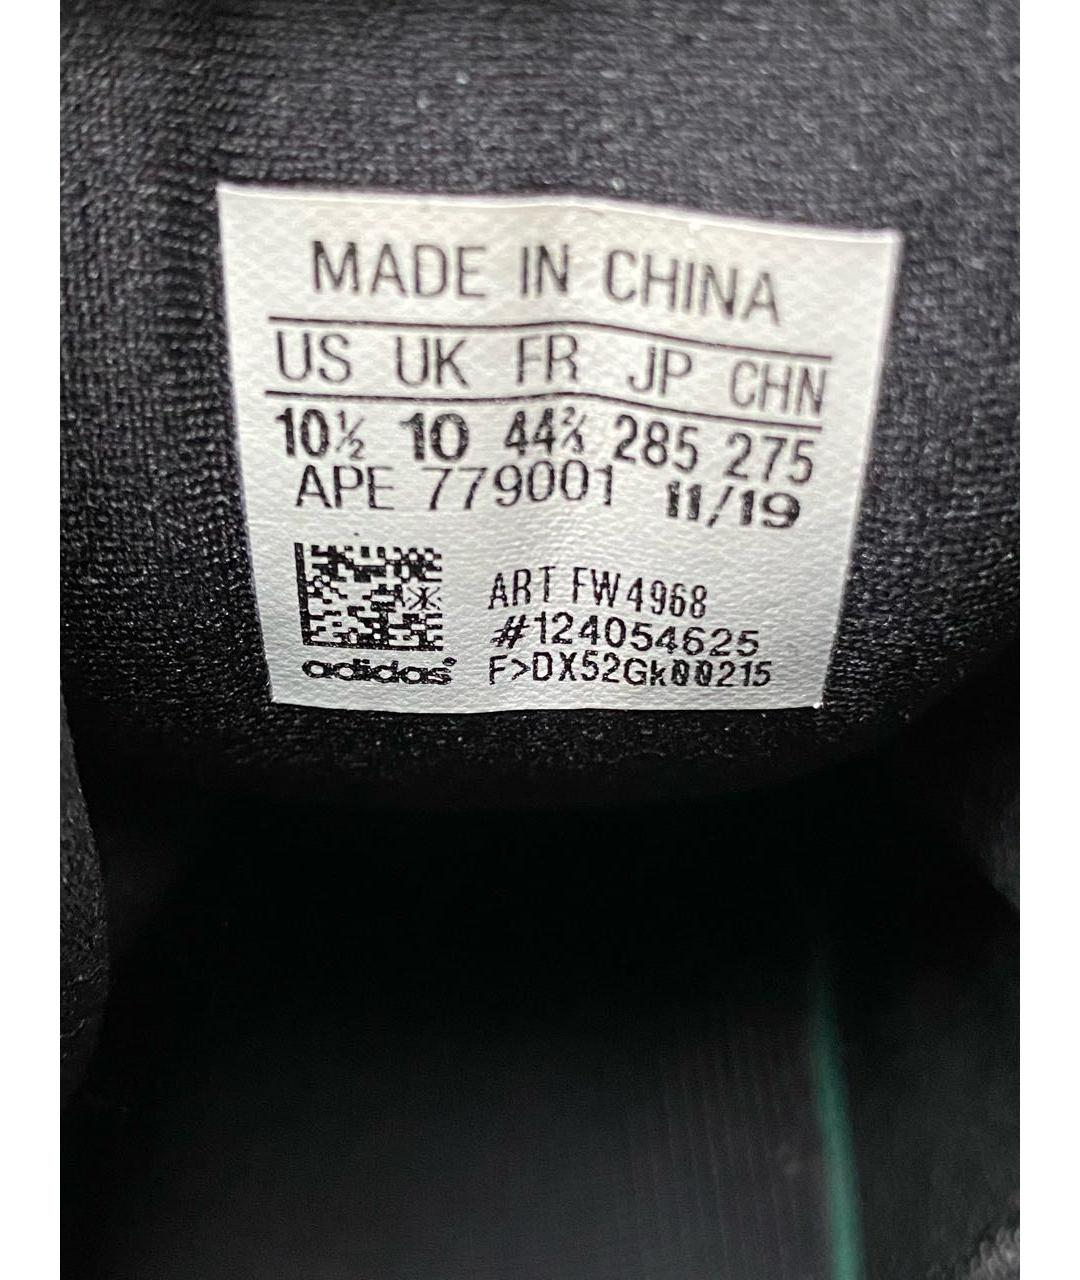 MADE IN CHINA
US UK FR JP CHN
10½ 10 44⅔ 285 275
APE 779001 11/19
ART FW4968
#124054625
adidas® F>DX52Gk00215